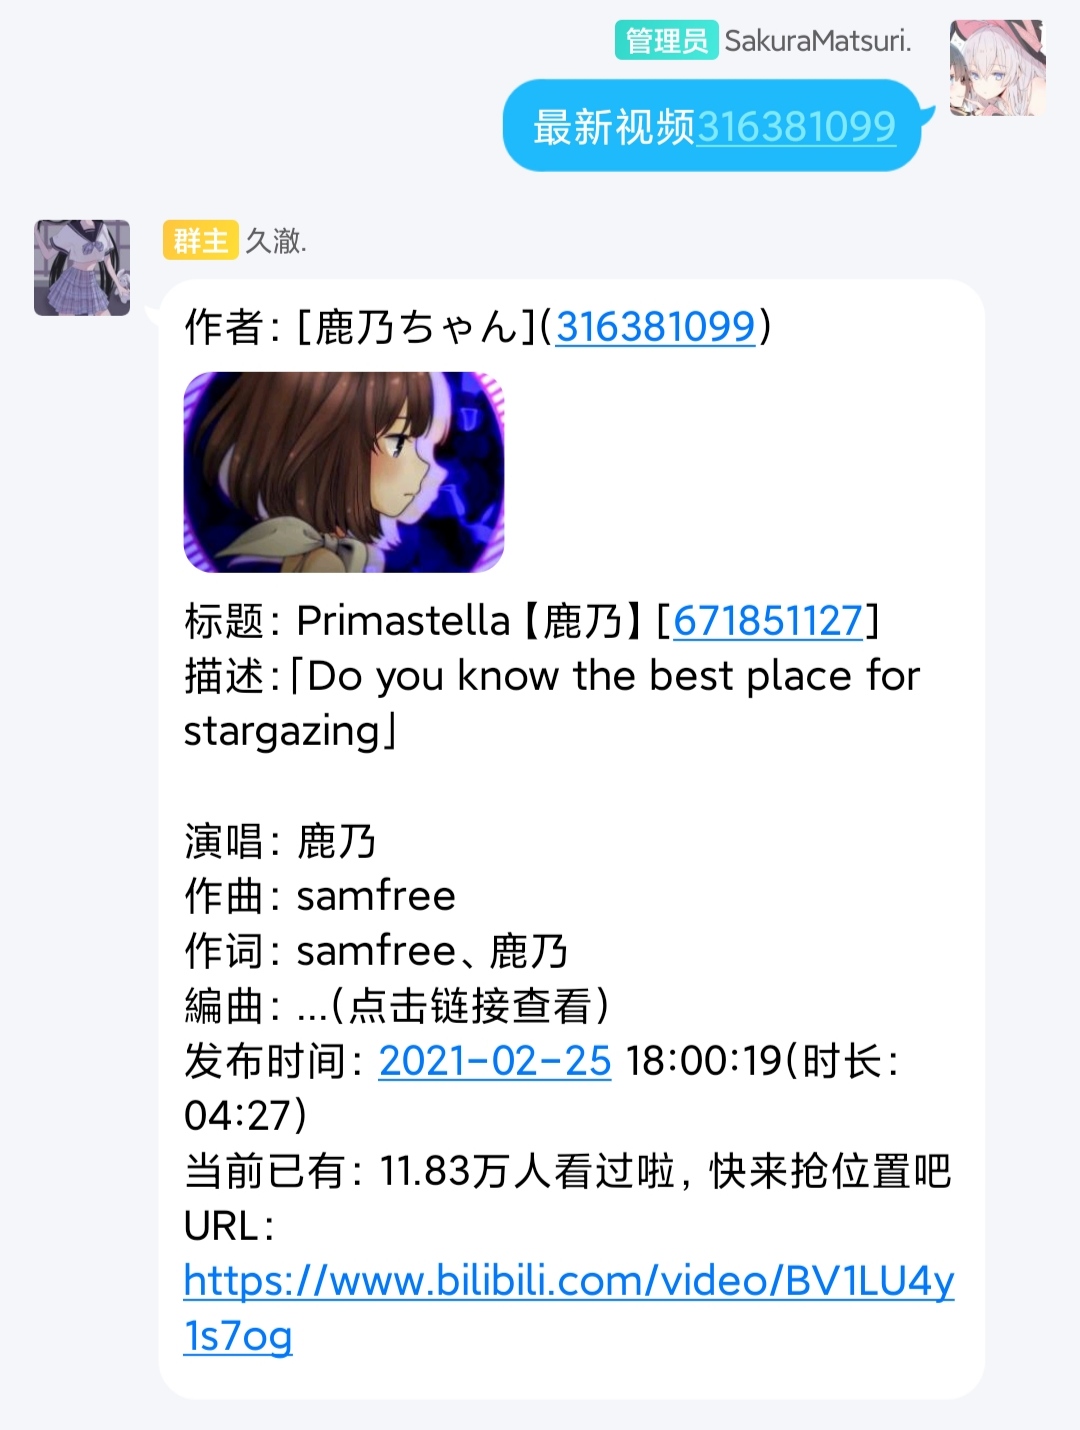 管理员 SakuraMatsuri.
最新视频316381099
群主 久澈.
作者：[鹿乃ちゃん](316381099)
标题：Primastella【鹿乃】[671851127]
描述：「Do you know the best place for
stargazing」
演唱：鹿乃
作曲：samfree
作词：samfree、鹿乃
編曲：...(点击链接查看)
发布时间：2021-02-25 18:00:19(时长：
04:27)
当前已有：11.83万人看过啦，快来抢位置吧
URL：
https://www.bilibili.com/video/BV1LU4y
1s7og